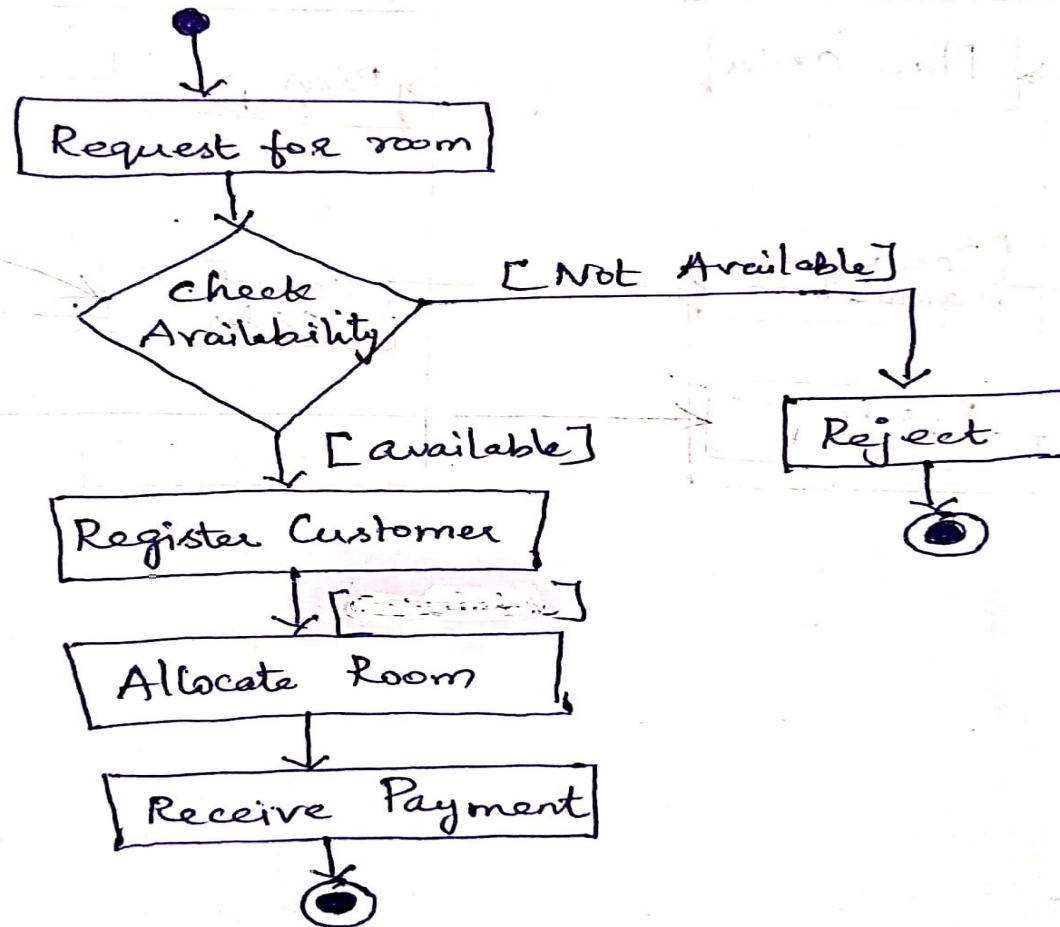 Request for room
[ Not Available]
check
Availability
[ available]
Reject
Register Customer
Allocate Room
Receive Payment